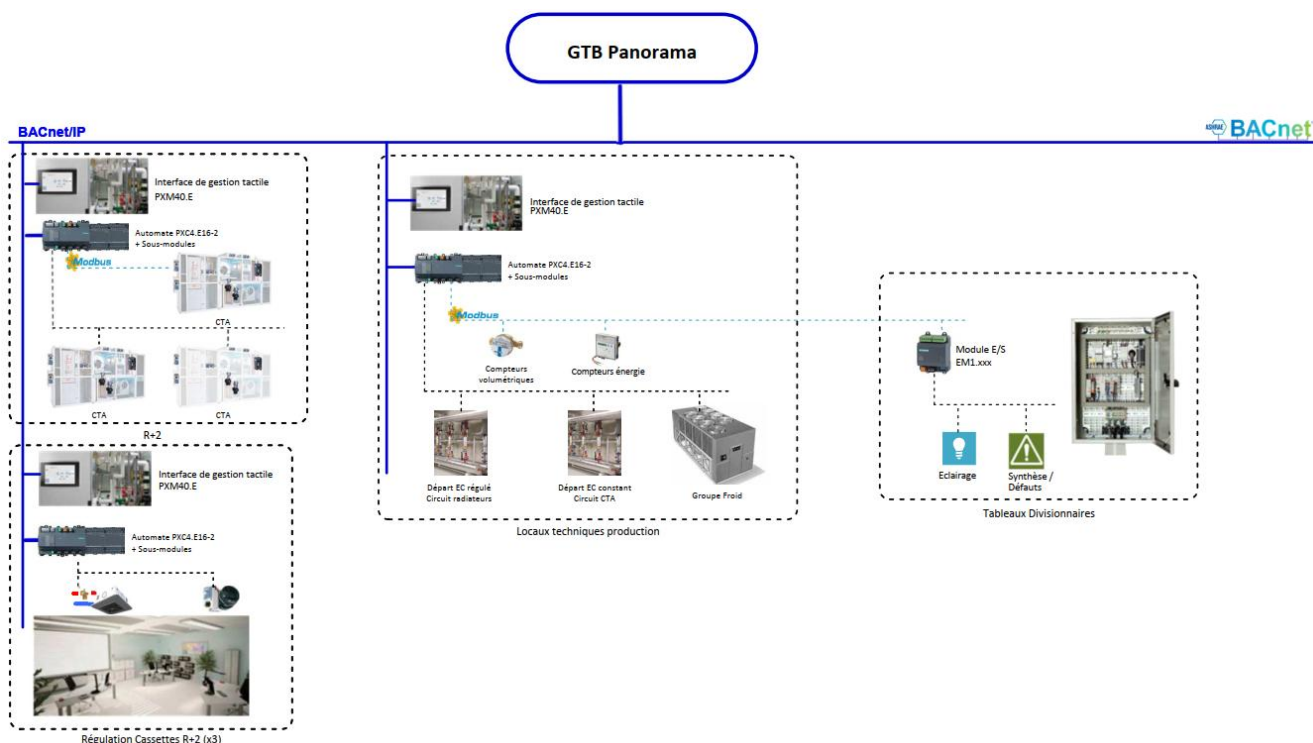 GTB Panorama
BACnet/IP
ASHRAE BACnet
Interface de gestion tactile
PXM40.E
Automate PXC4.E16-2
+ Sous-modules
Modbus
CTA
CTA
CTA
R+2
Interface de gestion tactile
PXM40.E
Automate PXC4.E16-2
+ Sous-modules
Régulation Cassettes R+2 (x3)
Interface de gestion tactile
PXM40.E
Automate PXC4.E16-2
+ Sous-modules
Modbus
Compteurs
volumétriques
Compteurs énergie
Départ EC régulé
Circuit radiateurs
Départ EC constant
Circuit CTA
Groupe Froid
Locaux techniques production
Module E/S
EM1.xxx
Eclairage
Synthèse /
Défauts
Tableaux Divisionnaires